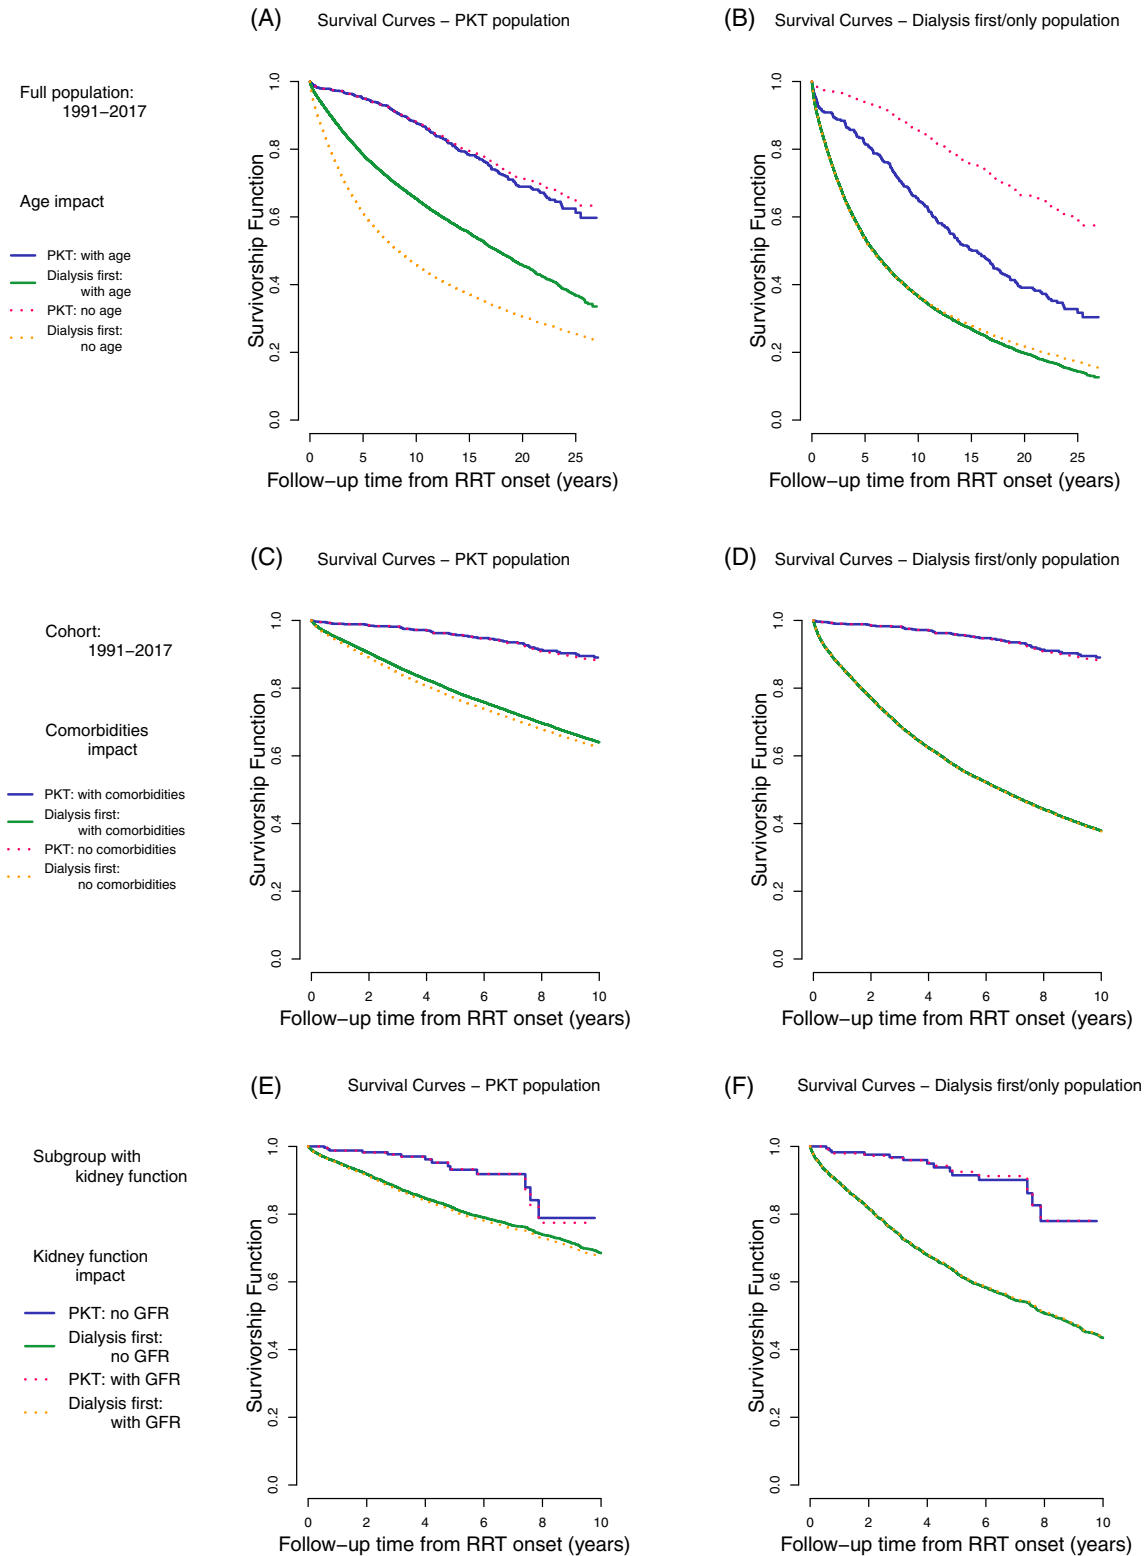 (A) Survival Curves – PKT population
(B) Survival Curves – Dialysis first/only population
Full population:
1991–2017
Age impact
PKT: with age
Dialysis first:
with age
PKT: no age
Dialysis first:
no age
Survivorship Function
1.0
0.8
0.6
0.4
0.2
0.0
0 5 10 15 20 25
Follow–up time from RRT onset (years)
Survivorship Function
1.0
0.8
0.6
0.4
0.2
0.0
0 5 10 15 20 25
Follow–up time from RRT onset (years)
(C) Survival Curves – PKT population
(D) Survival Curves – Dialysis first/only population
Cohort:
1991–2017
Comorbidities
impact
PKT: with comorbidities
Dialysis first:
with comorbidities
PKT: no comorbidities
Dialysis first:
no comorbidities
Survivorship Function
1.0
0.8
0.6
0.4
0.2
0.0
0 2 4 6 8 10
Follow–up time from RRT onset (years)
Survivorship Function
1.0
0.8
0.6
0.4
0.2
0.0
0 2 4 6 8 10
Follow–up time from RRT onset (years)
(E) Survival Curves – PKT population
(F) Survival Curves – Dialysis first/only population
Subgroup with
kidney function
Kidney function
impact
PKT: no GFR
Dialysis first:
no GFR
PKT: with GFR
Dialysis first:
with GFR
Survivorship Function
1.0
0.8
0.6
0.4
0.2
0.0
0 2 4 6 8 10
Follow–up time from RRT onset (years)
Survivorship Function
1.0
0.8
0.6
0.4
0.2
0.0
0 2 4 6 8 10
Follow–up time from RRT onset (years)